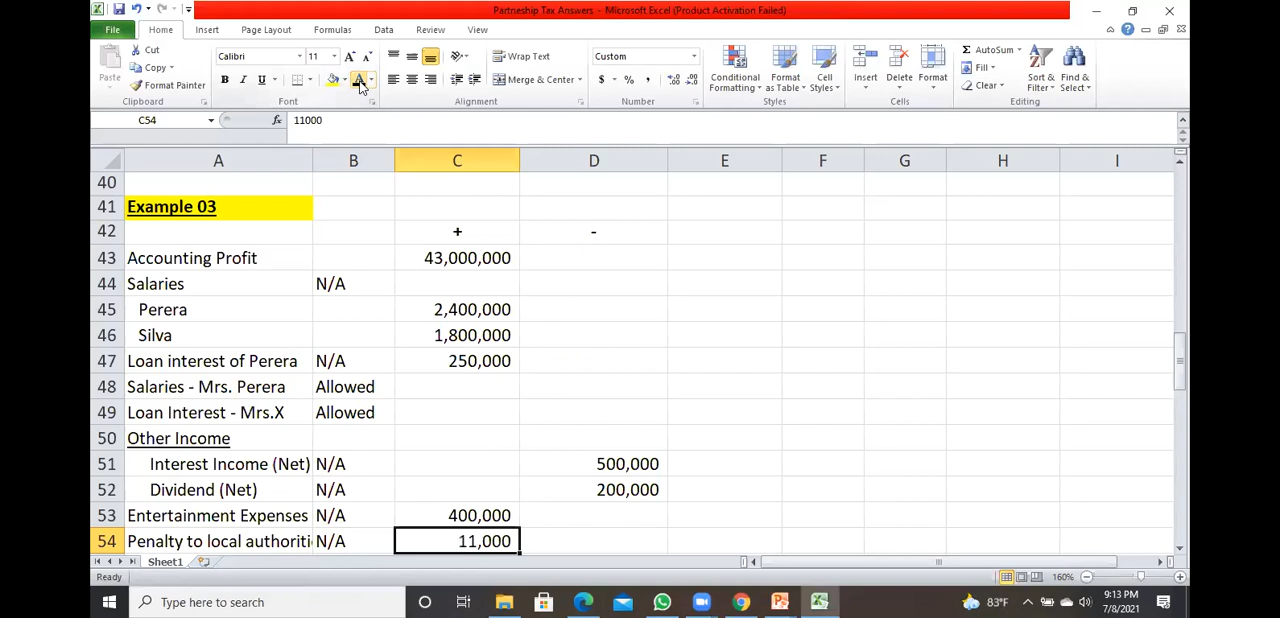 Partneship Tax Answers - Microsoft Excel (Product Activation Failed)
File Home Insert Page Layout Formulas Data Review View
Cut Calibri 11 Wrap Text Custom AutoSum
Copy Fill
Paste Format Painter B I U A Merge & Center $ % , Conditional Formatting Format as Table Cell Styles Insert Delete Format Clear Sort & Filter Find & Select
Clipboard Font Alignment Number Styles Cells Editing
C54 fx 11000
A B C D E F G H I
40
41 Example 03
42 + -
43 Accounting Profit 43,000,000
44 Salaries N/A
45 Perera 2,400,000
46 Silva 1,800,000
47 Loan interest of Perera N/A 250,000
48 Salaries - Mrs. Perera Allowed
49 Loan Interest - Mrs.X Allowed
50 Other Income
51 Interest Income (Net) N/A 500,000
52 Dividend (Net) N/A 200,000
53 Entertainment Expenses N/A 400,000
54 Penalty to local authoriti N/A 11,000
Sheet1
Ready 160%
Type here to search 83°F 9:13 PM
7/8/2021